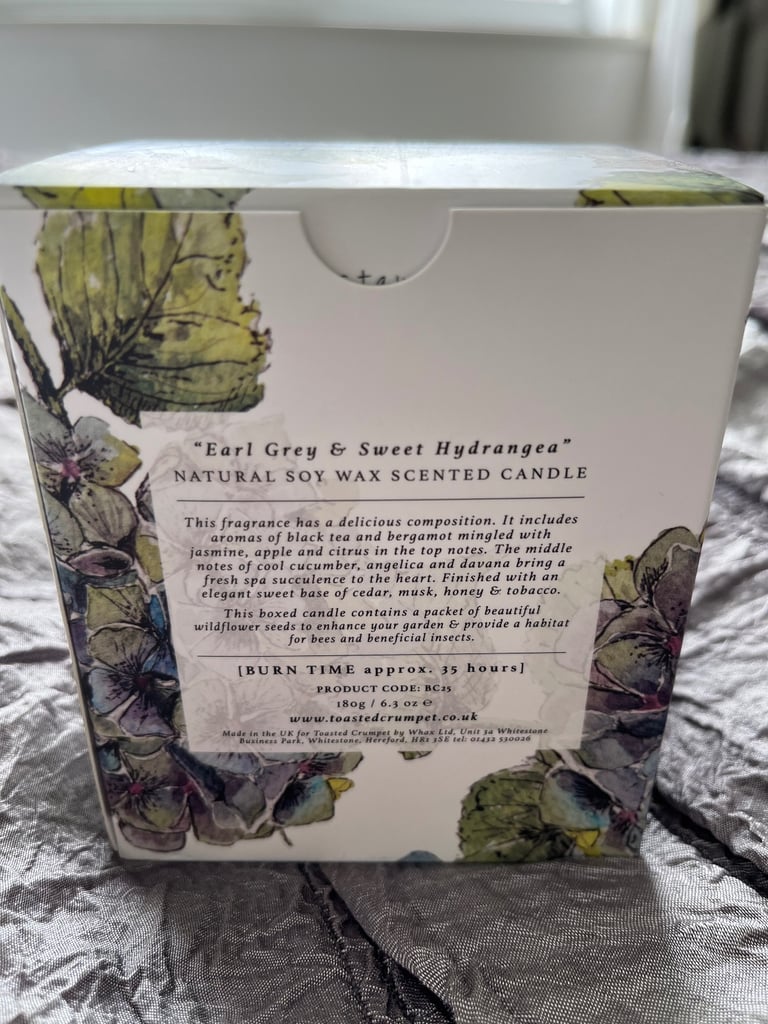 “Earl Grey & Sweet Hydrangea”
NATURAL SOY WAX SCENTED CANDLE
This fragrance has a delicious composition. It includes
aromas of black tea and bergamot mingled with
jasmine, apple and citrus in the top notes. The middle
notes of cool cucumber, angelica and davana bring a
fresh spa succulence to the heart. Finished with an
elegant sweet base of cedar, musk, honey & tobacco.
This boxed candle contains a packet of beautiful
wildflower seeds to enhance your garden & provide a habitat
for bees and beneficial insects.
[BURN TIME approx. 35 hours]
PRODUCT CODE: BC25
180g / 6.3 oz ℮
www.toastedcrumpet.co.uk
Made in the UK for Toasted Crumpet by Whax Ltd, Unit 3a Whitestone
Business Park, Whitestone, Hereford, HR1 3SE tel: 01432 530026